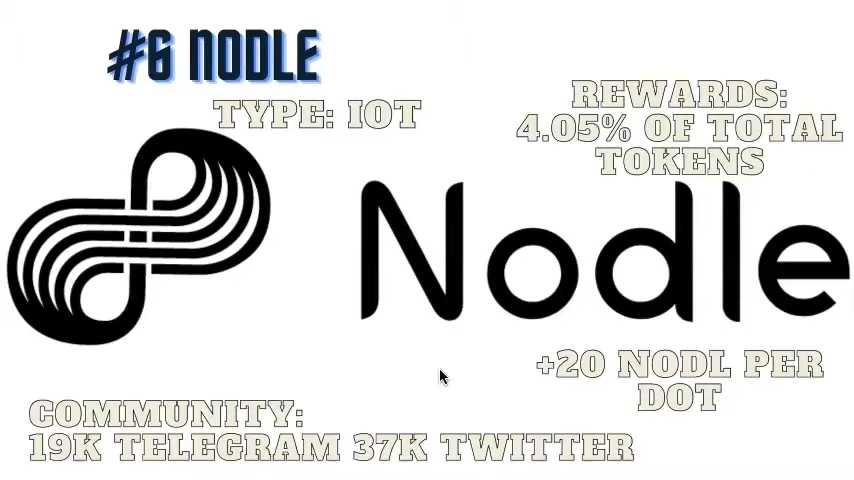 #6 NODLE
TYPE: IOT
REWARDS:
4.05% OF TOTAL
TOKENS
Nodle
+20 NODL PER
DOT
COMMUNITY:
19K TELEGRAM 37K TWITTER